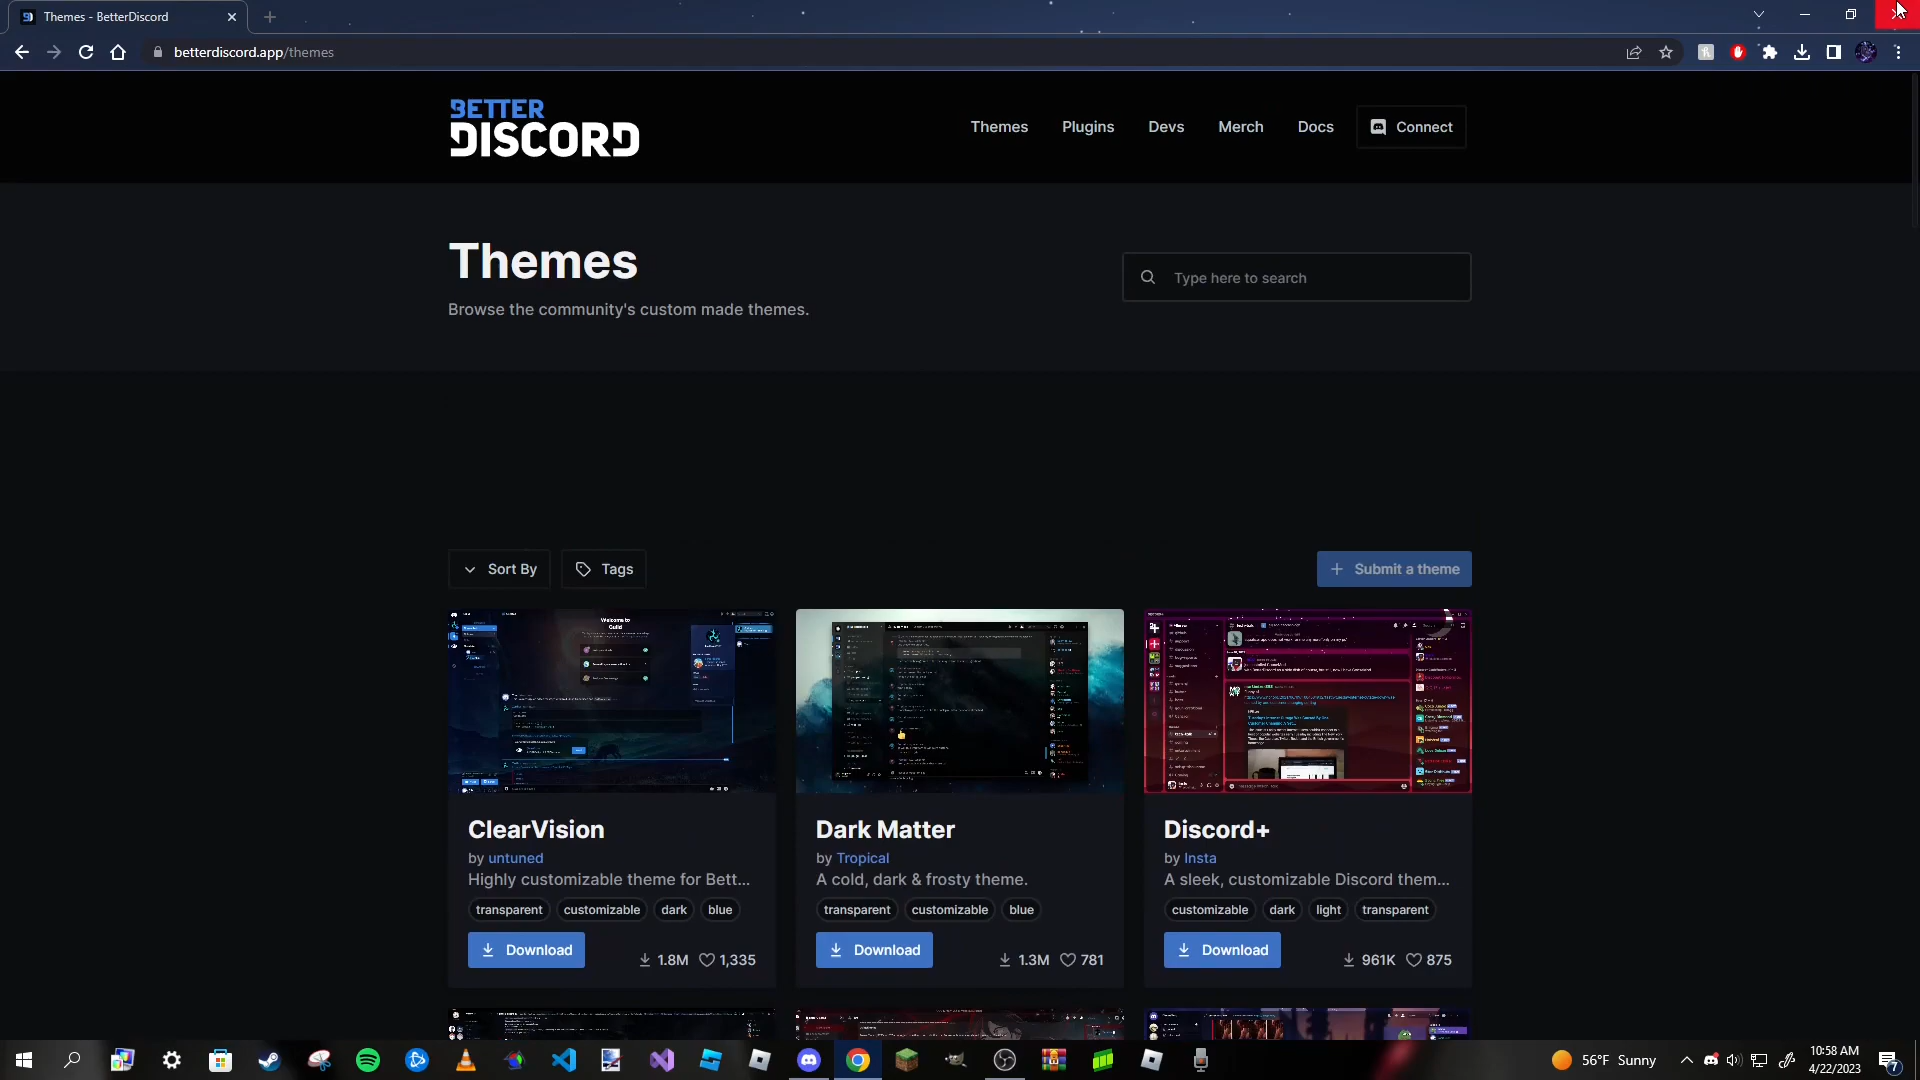 Themes - BetterDiscord
betterdiscord.app/themes
BETTER
DISCORD
Themes
Plugins
Devs
Merch
Docs
Connect
Themes
Browse the community's custom made themes.
Type here to search
Sort By
Tags
Submit a theme
Welcome to
Guild
ClearVision
by untuned
Highly customizable theme for Bett...
transparent customizable dark blue
Download
1.8M 1,335
Dark Matter
by Tropical
A cold, dark & frosty theme.
transparent customizable blue
Download
1.3M 781
Discord+
by Insta
A sleek, customizable Discord them...
customizable dark light transparent
Download
961K 875
56°F Sunny
10:58 AM
4/22/2023
7